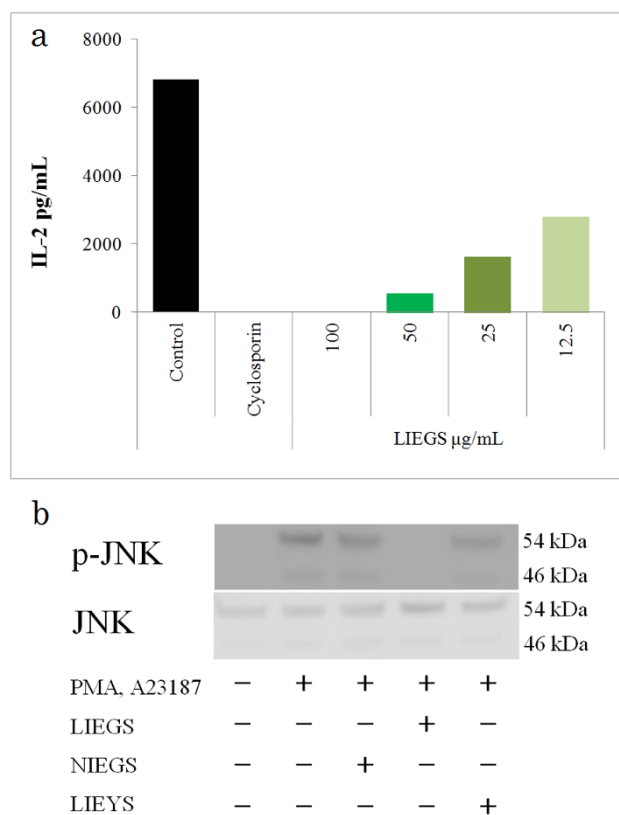 a
8000
6000
4000
2000
0
IL-2 pg/mL
Control
Cyclosporin
100
50
25
12.5
LIEGS µg/mL
b
p-JNK
54 kDa
46 kDa
JNK
54 kDa
46 kDa
PMA, A23187 − + + + +
LIEGS − − − + −
NIEGS − − + − −
LIEYS − − − − +